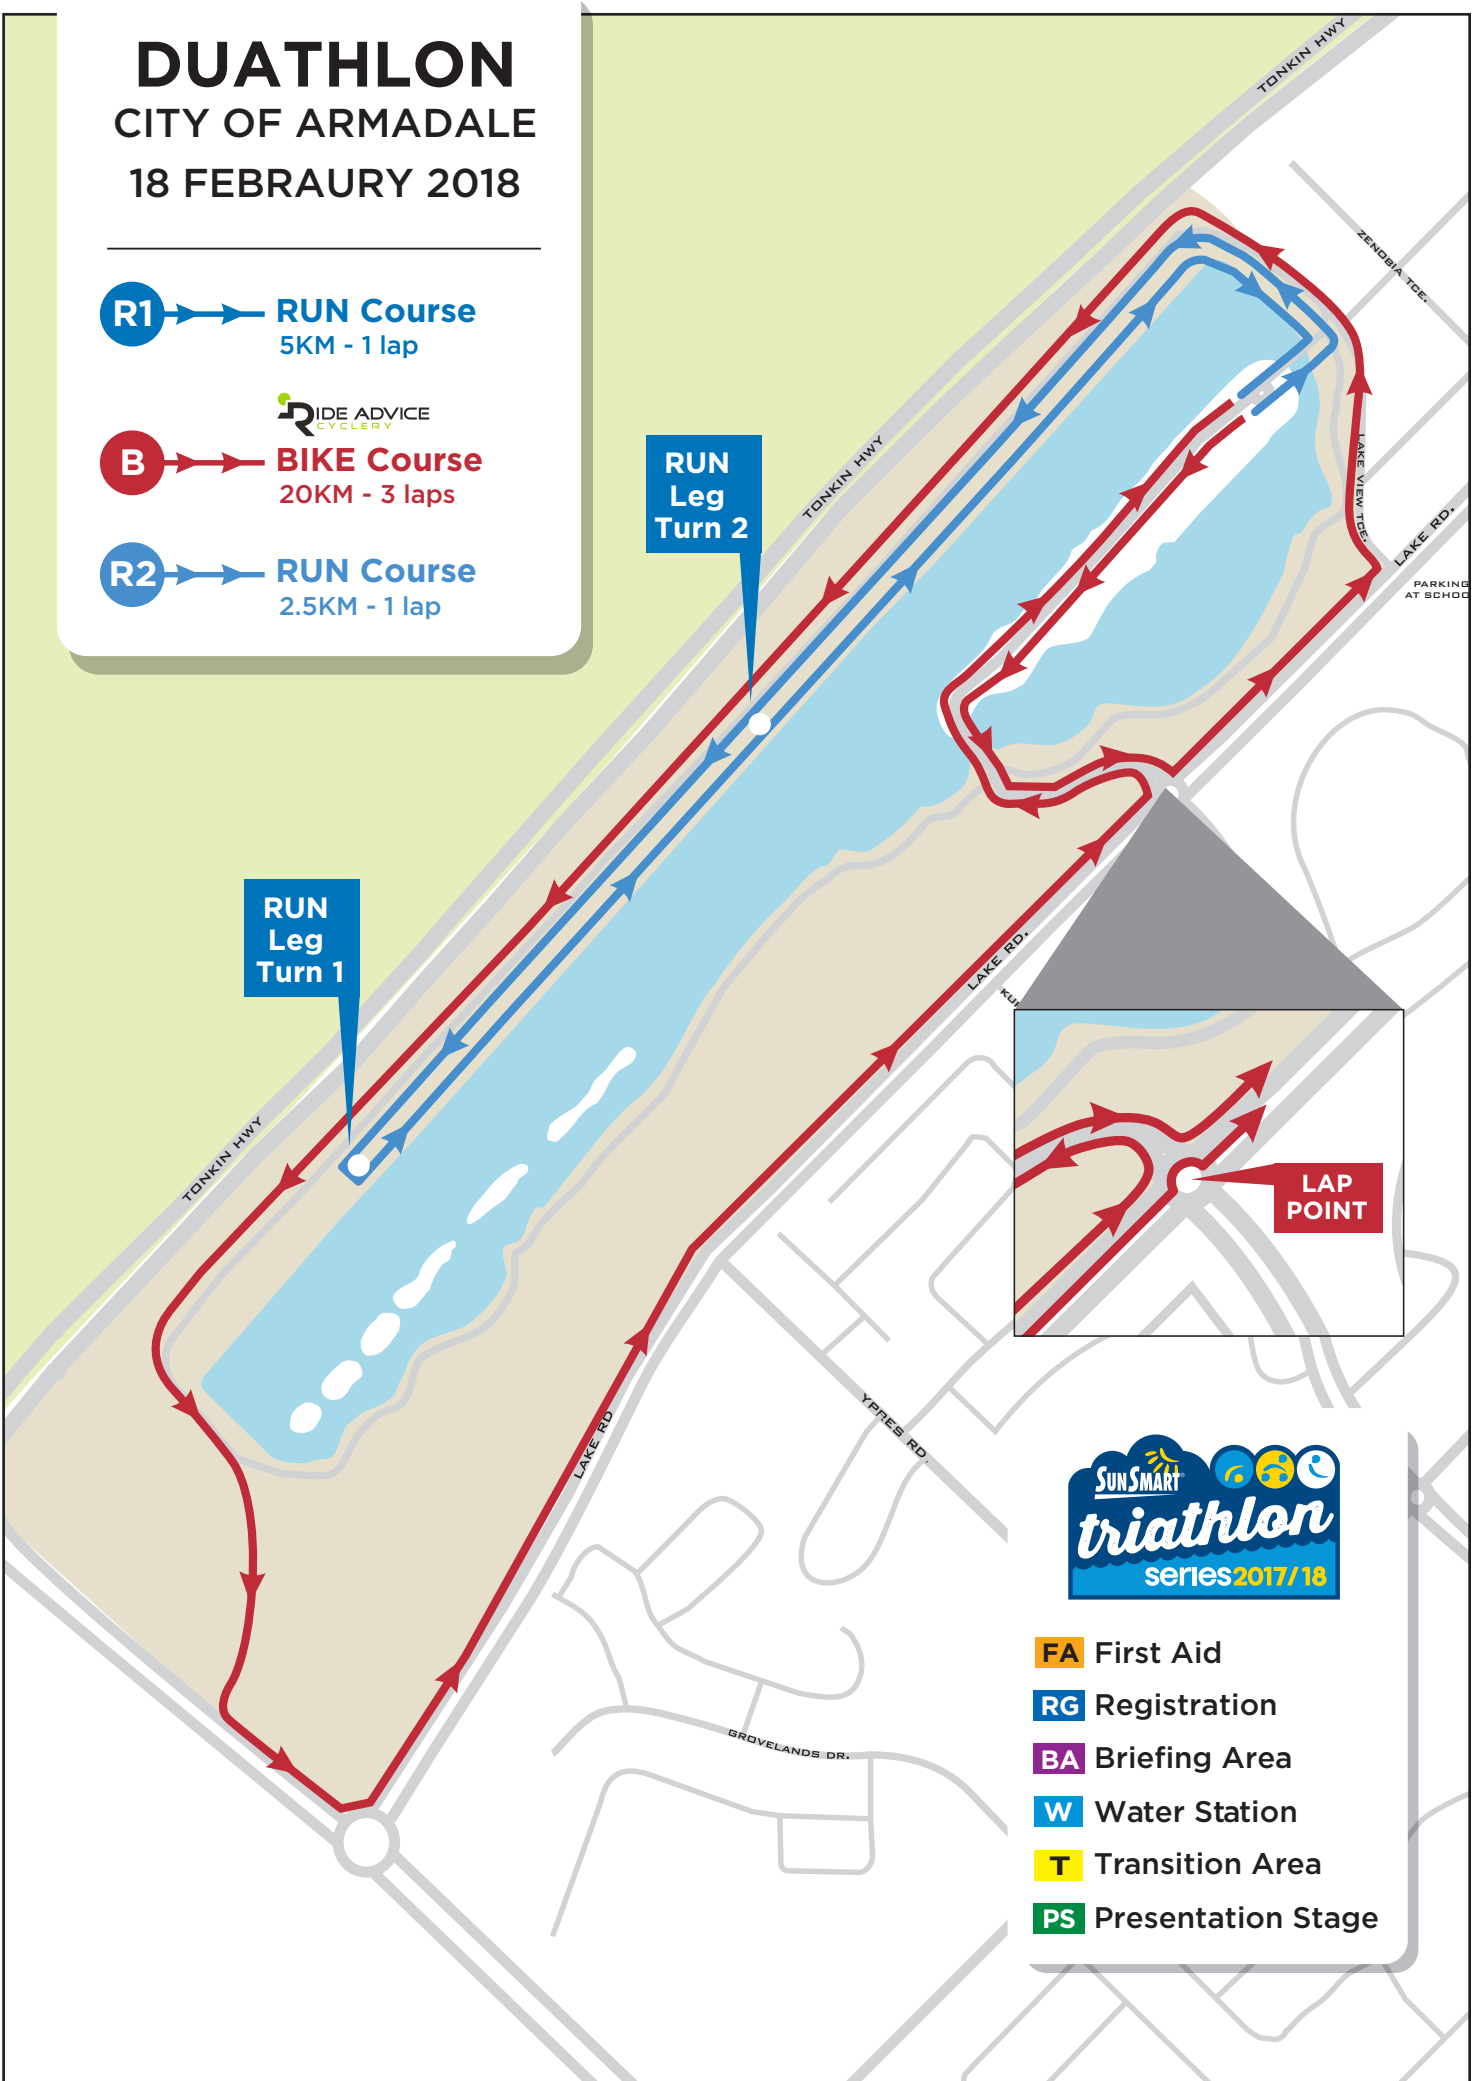 DUATHLON
CITY OF ARMADALE
18 FEBRAURY 2018
R1
RUN Course
5KM - 1 lap
RIDE ADVICE
CYCLERY
B
BIKE Course
20KM - 3 laps
R2
RUN Course
2.5KM - 1 lap
TONKIN HWY
ZENOBIA TCE.
RUN
Leg
Turn 2
TONKIN HWY
LAKE VIEW TCE.
LAKE RD.
PARKING
AT SCHOO
RUN
Leg
Turn 1
LAKE RD.
TONKIN HWY
LAP
POINT
YPRES RD.
LAKE RD
GROVELANDS DR.
SUNSMART
triathlon
series 2017/18
FA First Aid
RG Registration
BA Briefing Area
W Water Station
T Transition Area
PS Presentation Stage